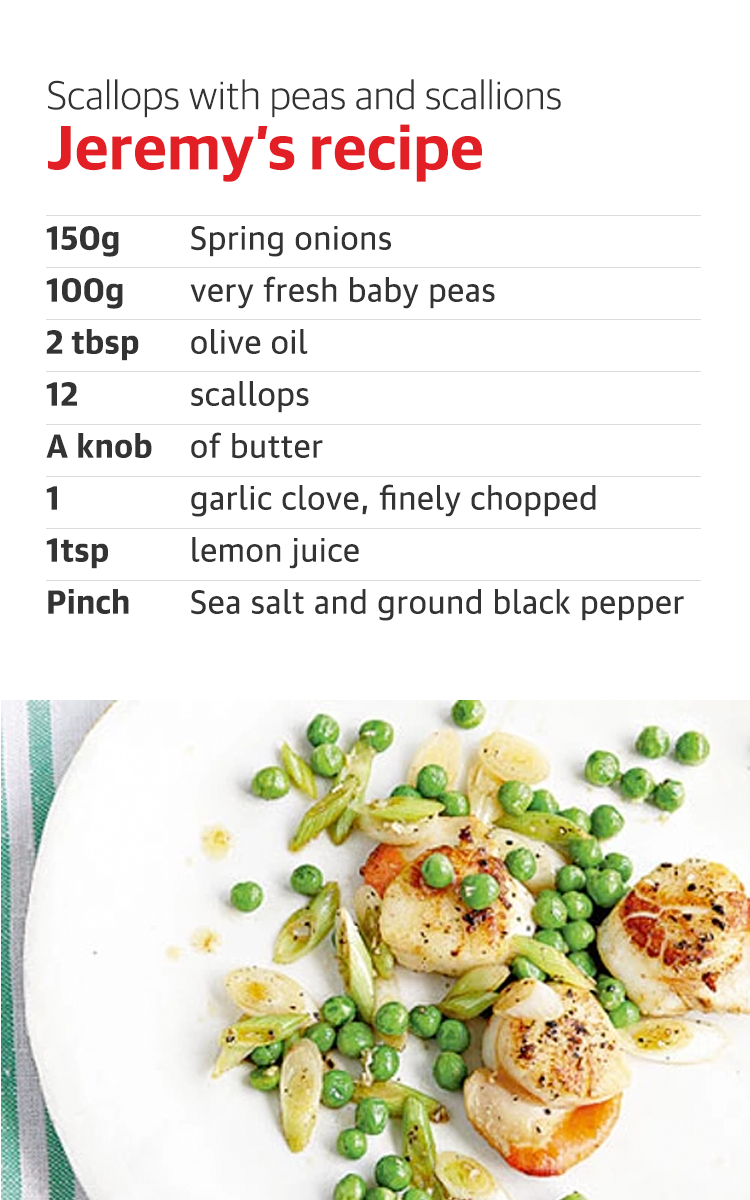 Scallops with peas and scallions
Jeremy's recipe
150g Spring onions
100g very fresh baby peas
2 tbsp olive oil
12 scallops
A knob of butter
1 garlic clove, finely chopped
1tsp lemon juice
Pinch Sea salt and ground black pepper